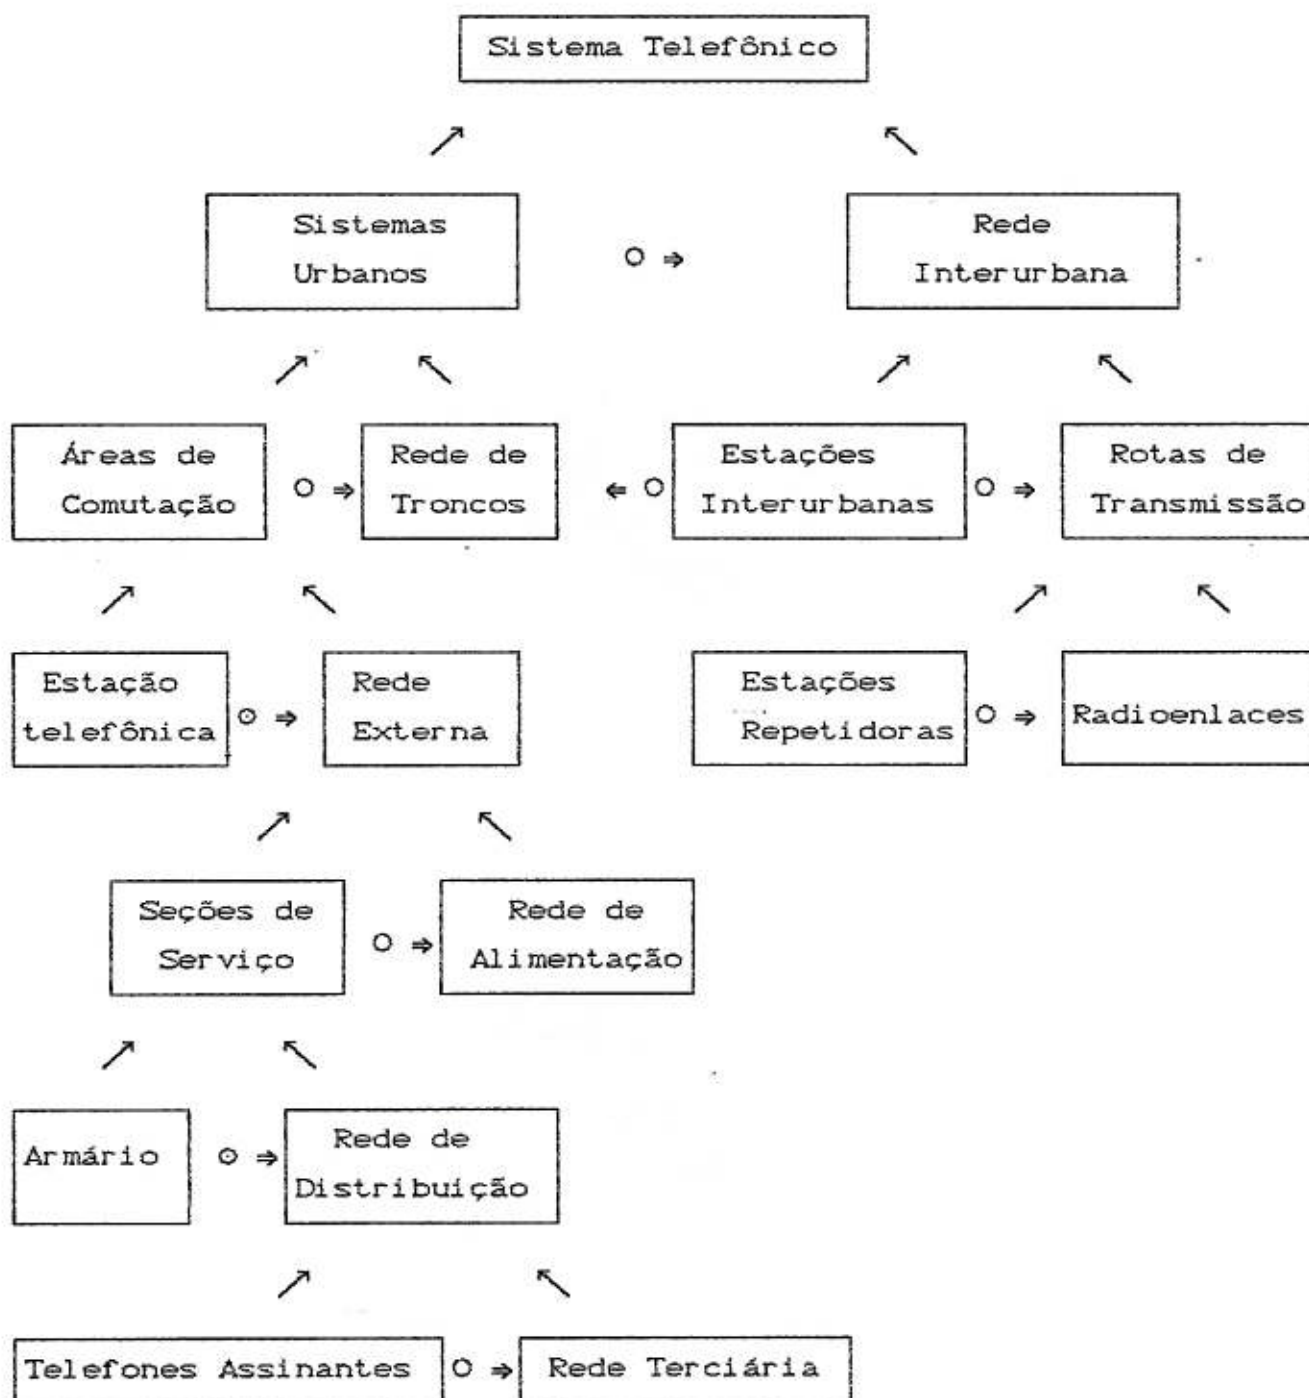 Sistema Telefônico
Sistemas
Urbanos
O ⇒
Rede
Interurbana
Áreas de
Comutação
O ⇒
Rede de
Troncos
⇐ O
Estações
Interurbanas
O ⇒
Rotas de
Transmissão
Estação
telefônica
O ⇒
Rede
Externa
Estações
Repetidoras
O ⇒
Radioenlaces
Seções de
Serviço
O ⇒
Rede de
Alimentação
Armário
O ⇒
Rede de
Distribuição
Telefones Assinantes
O ⇒
Rede Terciária